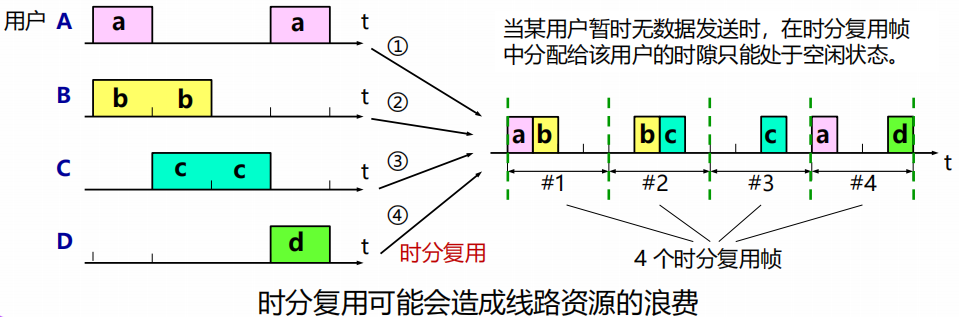 用户 A a a t
B b b t
C c c t
D d t
① ② ③ ④
时分复用
当某用户暂时无数据发送时，在时分复用帧
中分配给该用户的时隙只能处于空闲状态。
a b b c c a d t
#1 #2 #3 #4
4 个时分复用帧
时分复用可能会造成线路资源的浪费